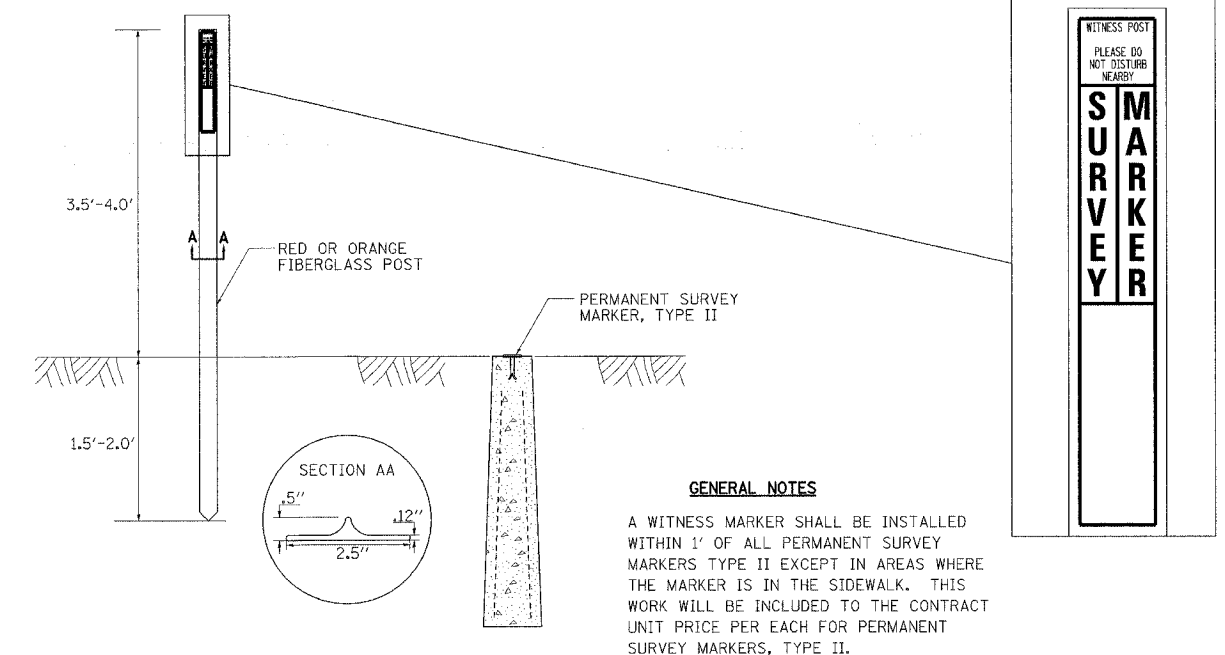 3.5'-4.0'
A A
RED OR ORANGE
FIBERGLASS POST
PERMANENT SURVEY
MARKER, TYPE II
1.5'-2.0'
SECTION AA
.5"
.12"
2.5"
GENERAL NOTES
A WITNESS MARKER SHALL BE INSTALLED
WITHIN 1' OF ALL PERMANENT SURVEY
MARKERS TYPE II EXCEPT IN AREAS WHERE
THE MARKER IS IN THE SIDEWALK. THIS
WORK WILL BE INCLUDED TO THE CONTRACT
UNIT PRICE PER EACH FOR PERMANENT
SURVEY MARKERS, TYPE II.
WITNESS POST
PLEASE DO
NOT DISTURB
NEARBY
SURVEY
MARKER